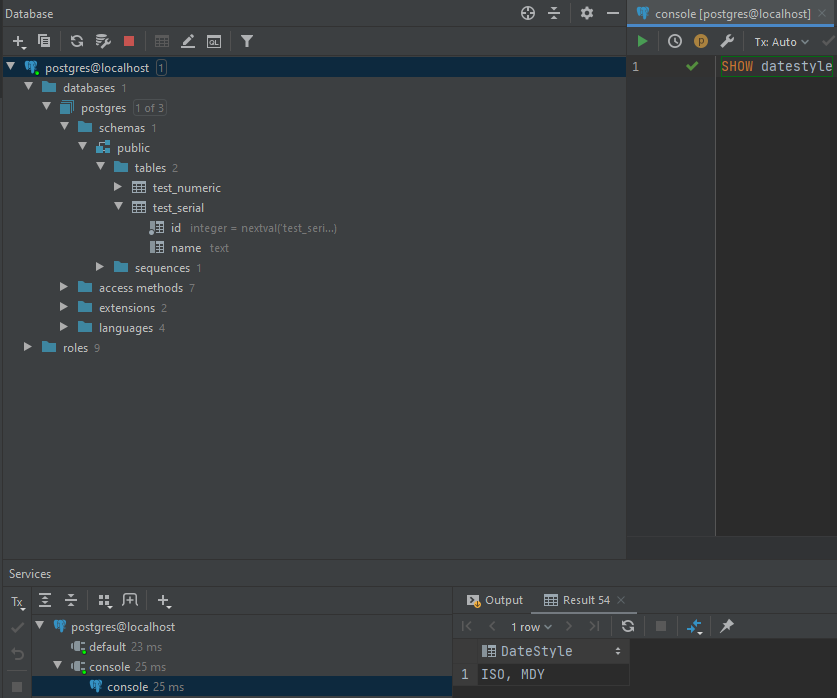 Database
console [postgres@localhost]
Tx: Auto
postgres@localhost 1
databases 1
postgres 1 of 3
schemas 1
public
tables 2
test_numeric
test_serial
id integer = nextval('test_seri...)
name text
sequences 1
access methods 7
extensions 2
languages 4
roles 9
1 SHOW datestyle
Services
Tx
postgres@localhost
default 23 ms
console 25 ms
console 25 ms
Output Result 54
1 row
DateStyle
1 ISO, MDY